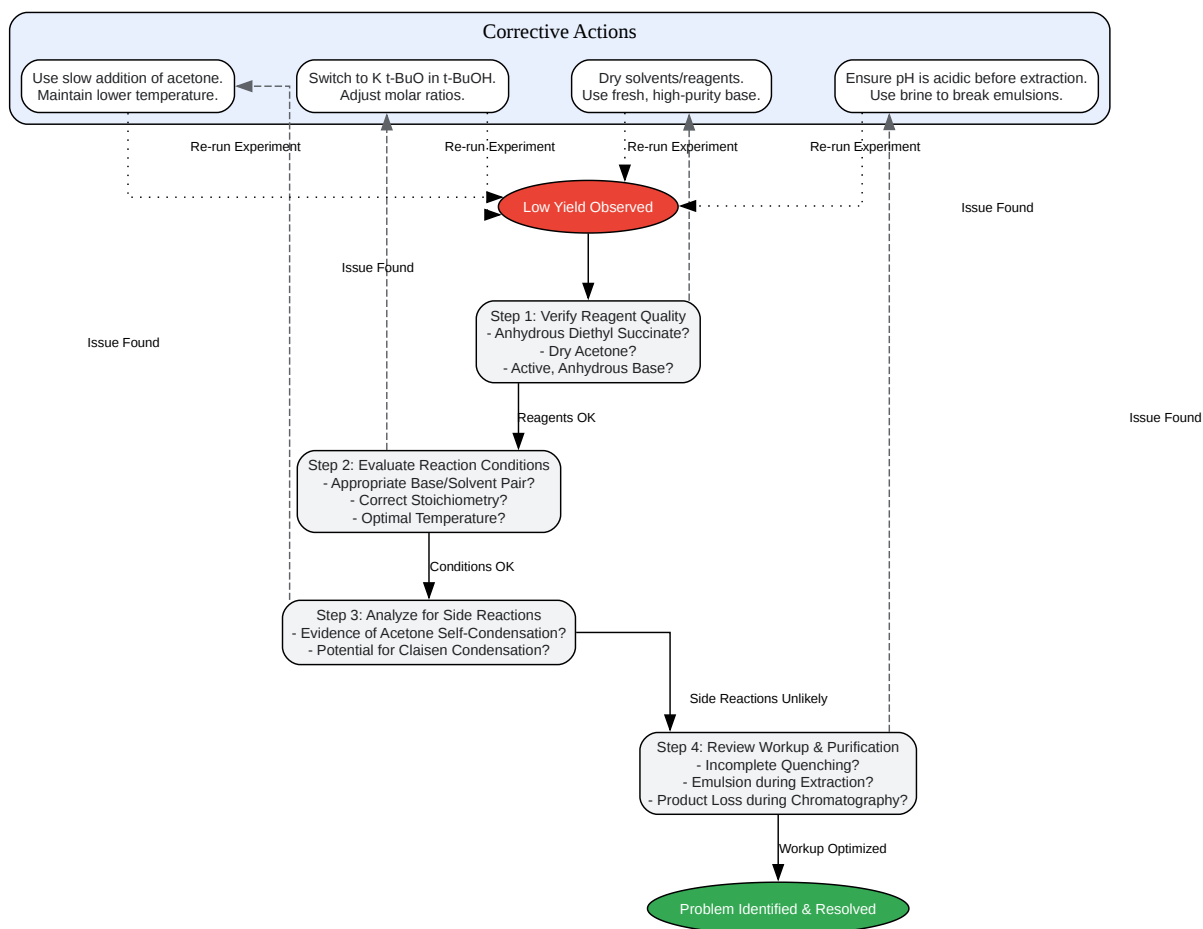 Corrective Actions
Use slow addition of acetone.
Maintain lower temperature.
Switch to K t-BuO in t-BuOH.
Adjust molar ratios.
Dry solvents/reagents.
Use fresh, high-purity base.
Ensure pH is acidic before extraction.
Use brine to break emulsions.
Re-run Experiment
Re-run Experiment
Re-run Experiment
Re-run Experiment
Low Yield Observed
Issue Found
Issue Found
Step 1: Verify Reagent Quality
- Anhydrous Diethyl Succinate?
- Dry Acetone?
- Active, Anhydrous Base?
Issue Found
Reagents OK
Issue Found
Step 2: Evaluate Reaction Conditions
- Appropriate Base/Solvent Pair?
- Correct Stoichiometry?
- Optimal Temperature?
Conditions OK
Step 3: Analyze for Side Reactions
- Evidence of Acetone Self-Condensation?
- Potential for Claisen Condensation?
Side Reactions Unlikely
Step 4: Review Workup & Purification
- Incomplete Quenching?
- Emulsion during Extraction?
- Product Loss during Chromatography?
Workup Optimized
Problem Identified & Resolved